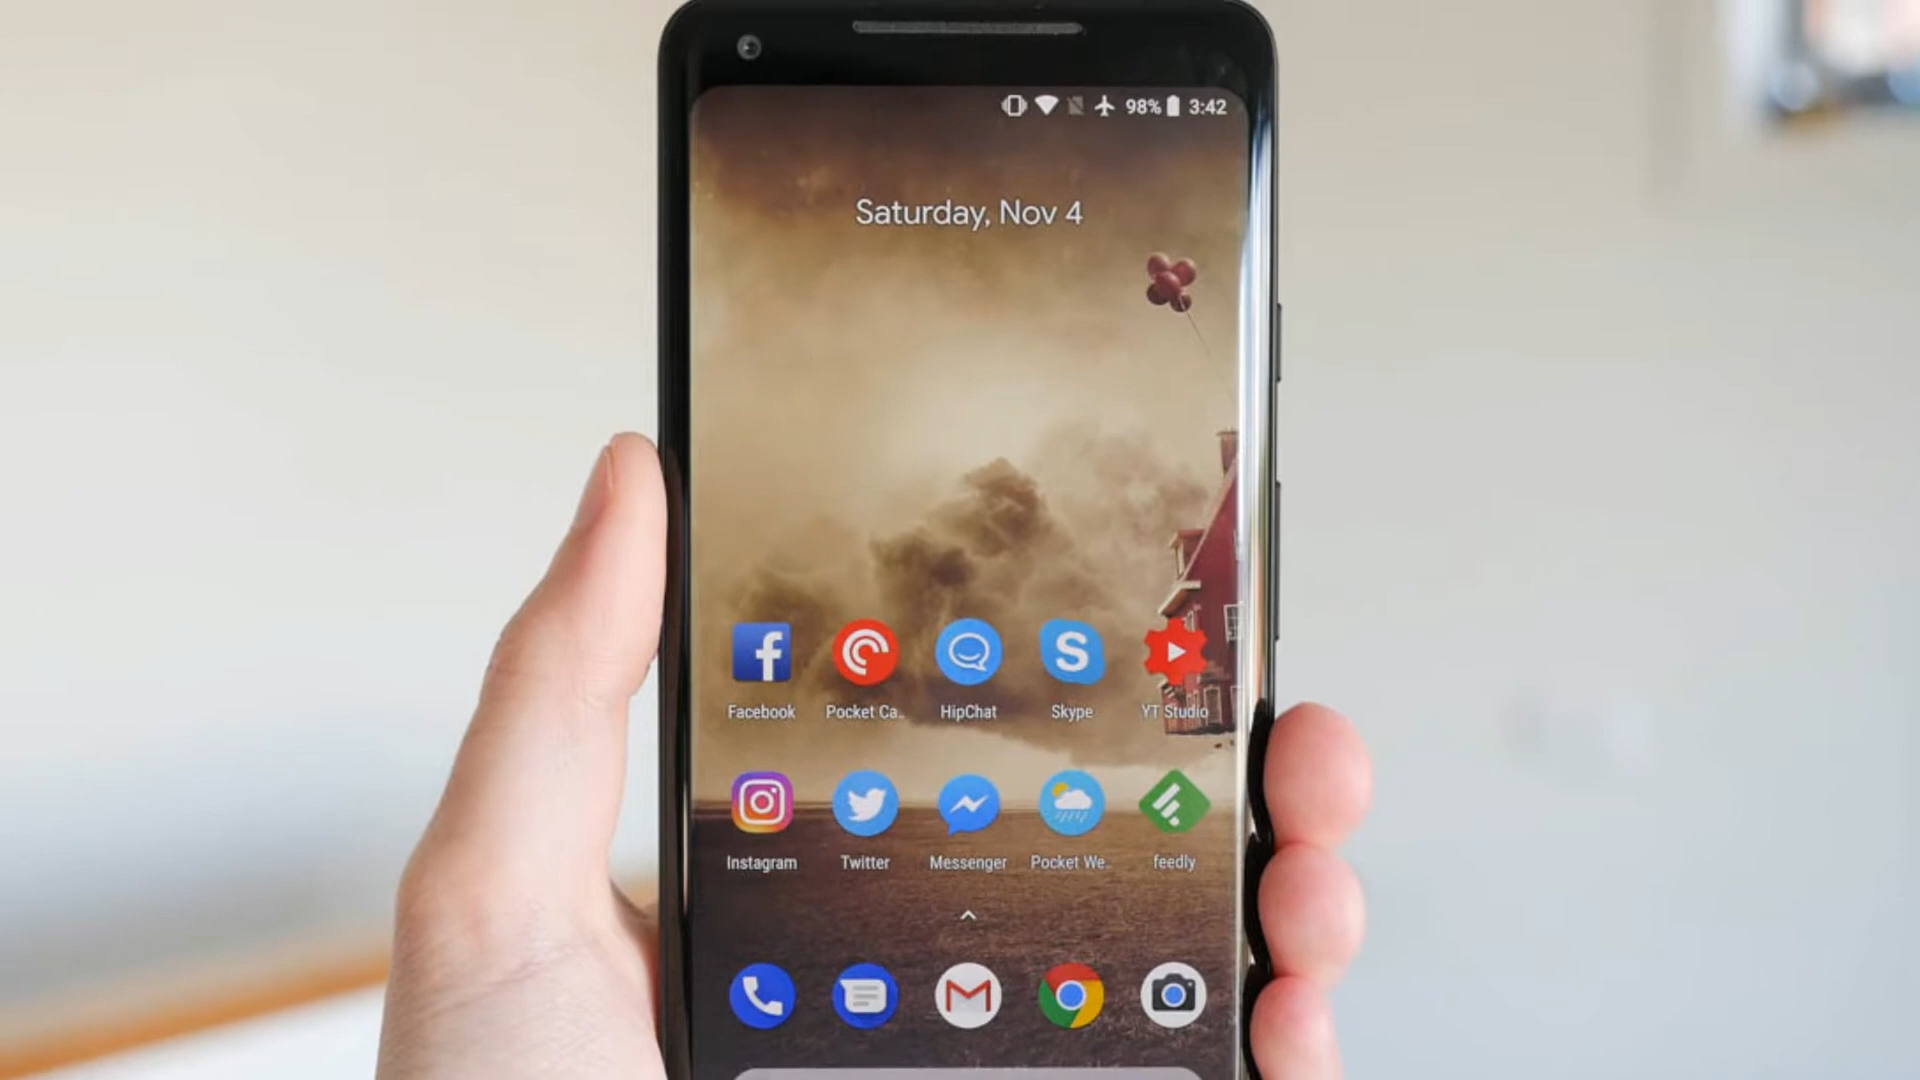 98% 3:42
Saturday, Nov 4
Facebook Pocket Ca.. HipChat Skype YT Studio
Instagram Twitter Messenger Pocket We.. feedly